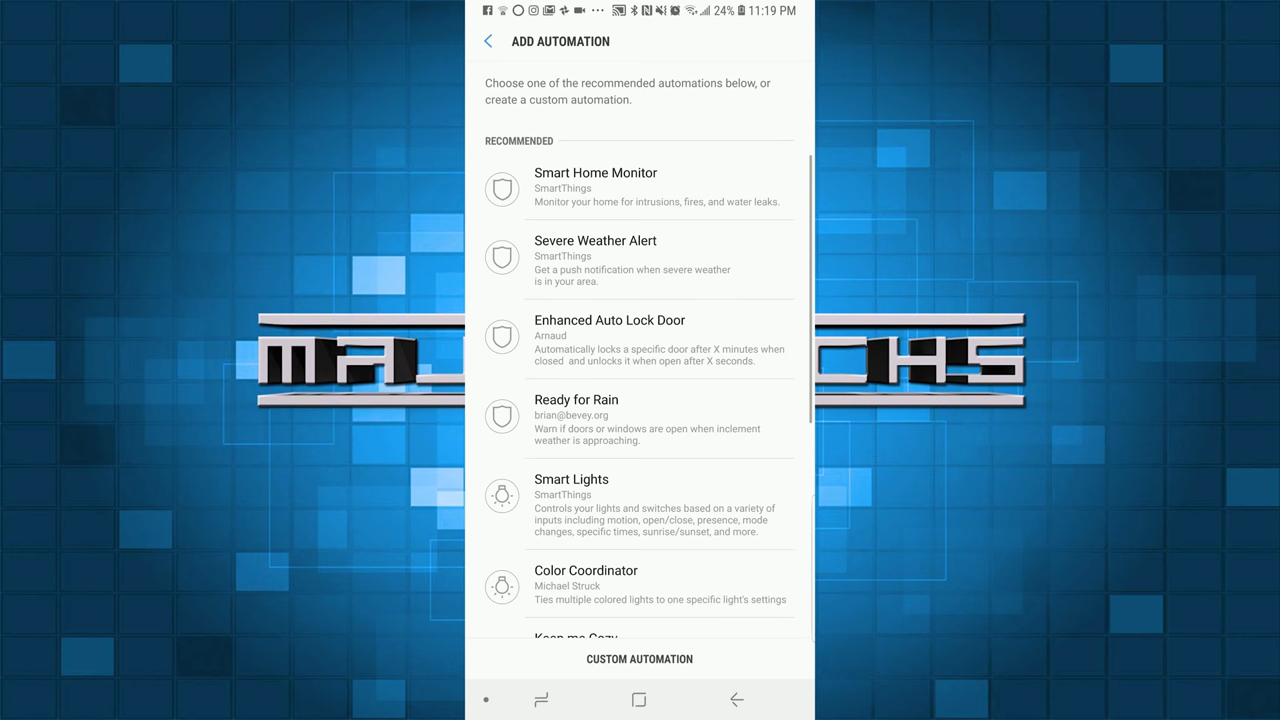 24% 11:19 PM
ADD AUTOMATION
Choose one of the recommended automations below, or
create a custom automation.
RECOMMENDED
Smart Home Monitor
SmartThings
Monitor your home for intrusions, fires, and water leaks.
Severe Weather Alert
SmartThings
Get a push notification when severe weather
is in your area.
Enhanced Auto Lock Door
Arnaud
Automatically locks a specific door after X minutes when
closed and unlocks it when open after X seconds.
Ready for Rain
brian@bevey.org
Warn if doors or windows are open when inclement
weather is approaching.
Smart Lights
SmartThings
Controls your lights and switches based on a variety of
inputs including motion, open/close, presence, mode
changes, specific times, sunrise/sunset, and more.
Color Coordinator
Michael Struck
Ties multiple colored lights to one specific light's settings
Keep me Cozy
CUSTOM AUTOMATION